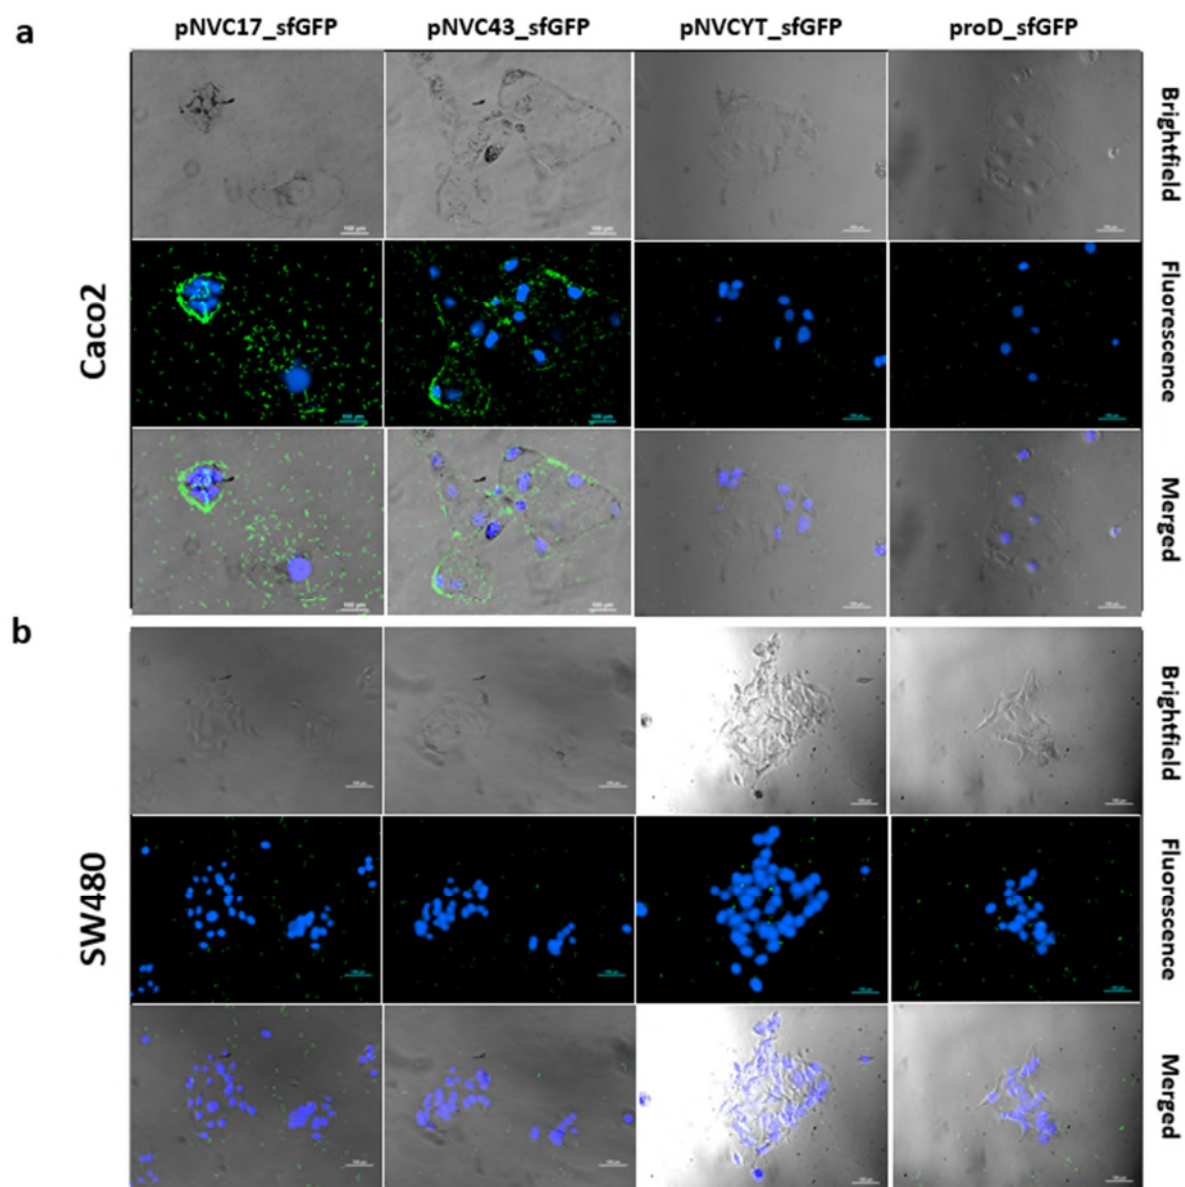 a
pNVC17_sfGFP pNVC43_sfGFP pNVCYT_sfGFP proD_sfGFP
Caco2
Brightfield
Fluorescence
Merged
b
SW480
Brightfield
Fluorescence
Merged